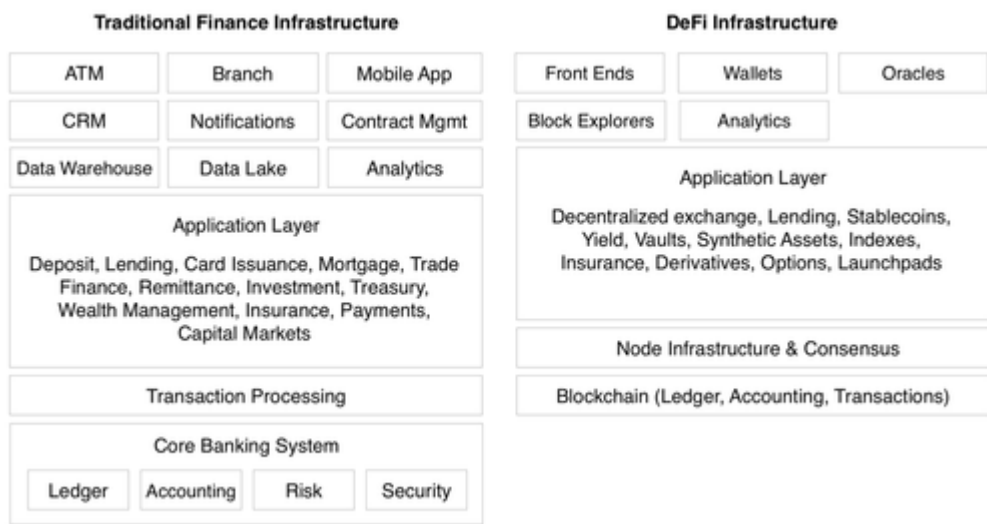 Traditional Finance Infrastructure
ATM
Branch
Mobile App
CRM
Notifications
Contract Mgmt
Data Warehouse
Data Lake
Analytics
Application Layer
Deposit, Lending, Card Issuance, Mortgage, Trade
Finance, Remittance, Investment, Treasury,
Wealth Management, Insurance, Payments,
Capital Markets
Transaction Processing
Core Banking System
Ledger
Accounting
Risk
Security
DeFi Infrastructure
Front Ends
Wallets
Oracles
Block Explorers
Analytics
Application Layer
Decentralized exchange, Lending, Stablecoins,
Yield, Vaults, Synthetic Assets, Indexes,
Insurance, Derivatives, Options, Launchpads
Node Infrastructure & Consensus
Blockchain (Ledger, Accounting, Transactions)